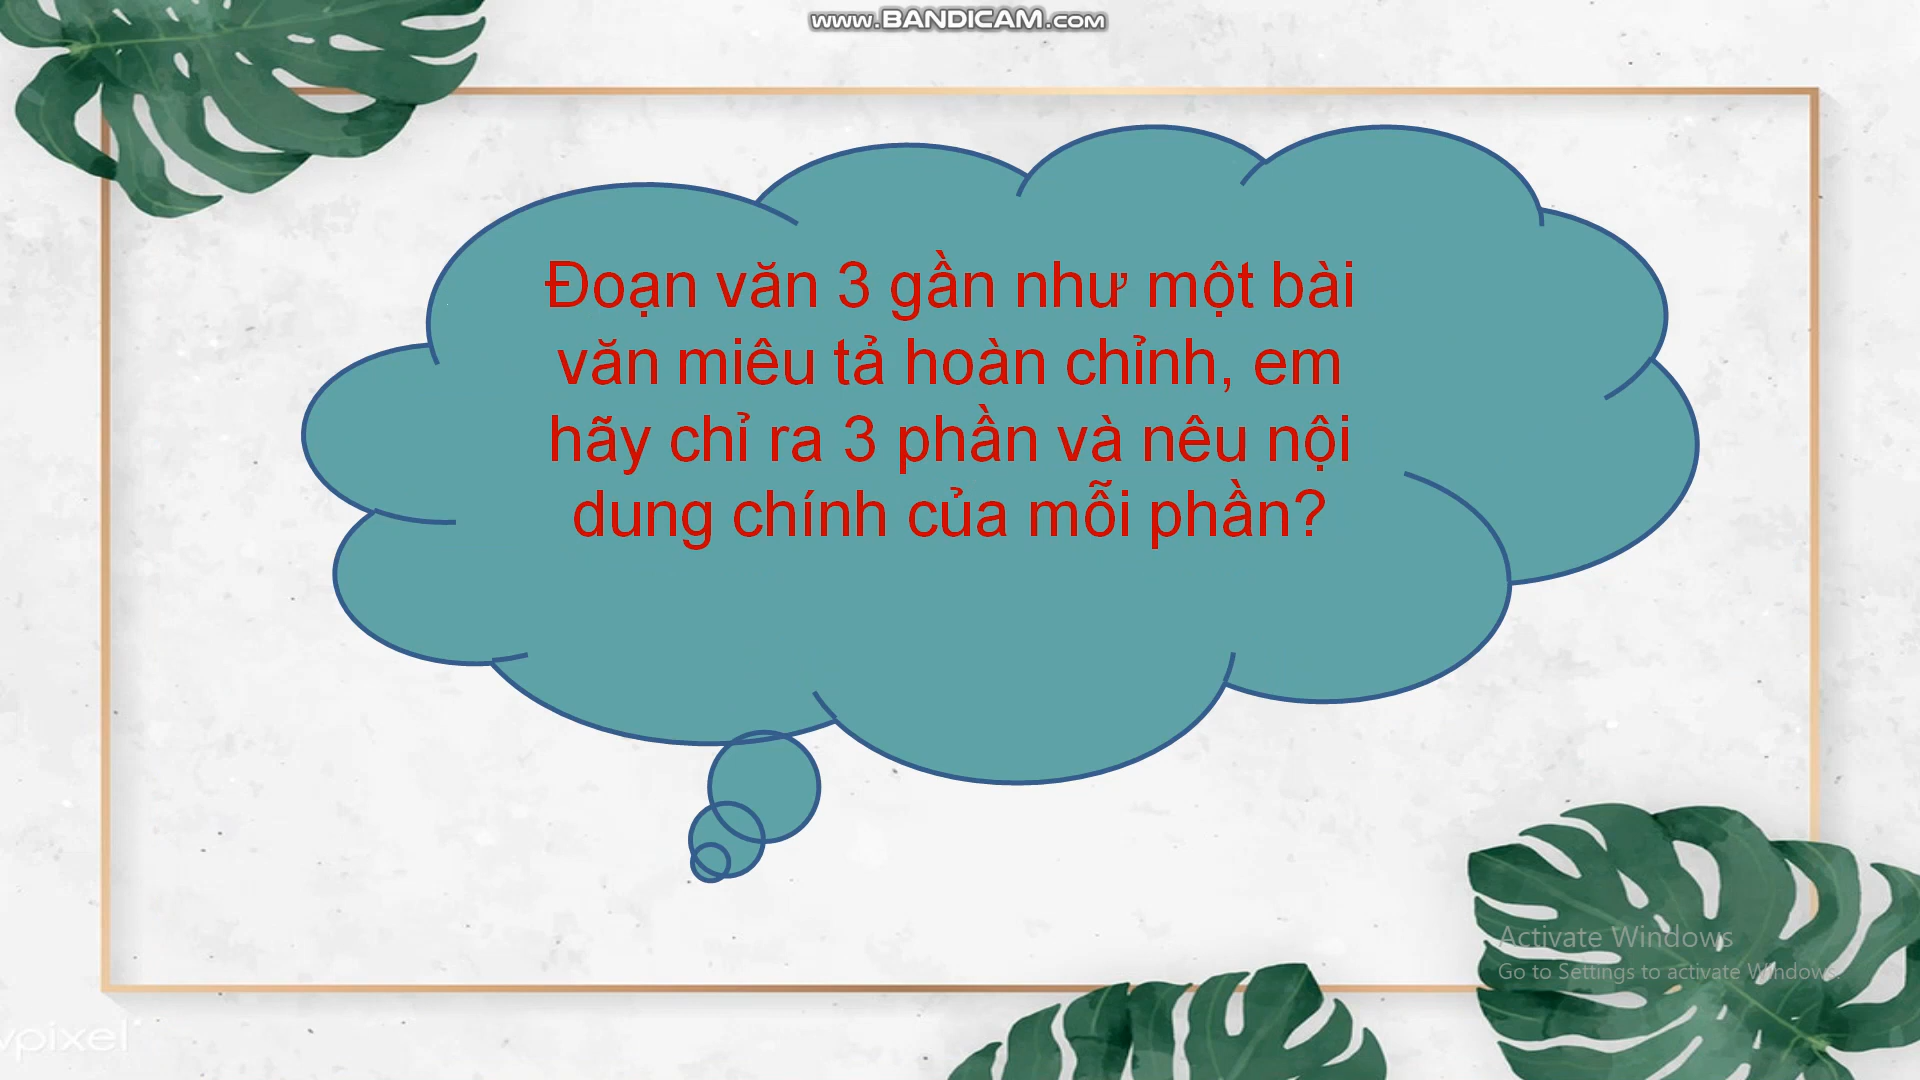 www.BANDICAM.com
Đoạn văn 3 gần như một bài
văn miêu tả hoàn chỉnh, em
hãy chỉ ra 3 phần và nêu nội
dung chính của mỗi phần?
Activate Windows
Go to Settings to activate Windows.
vpixel